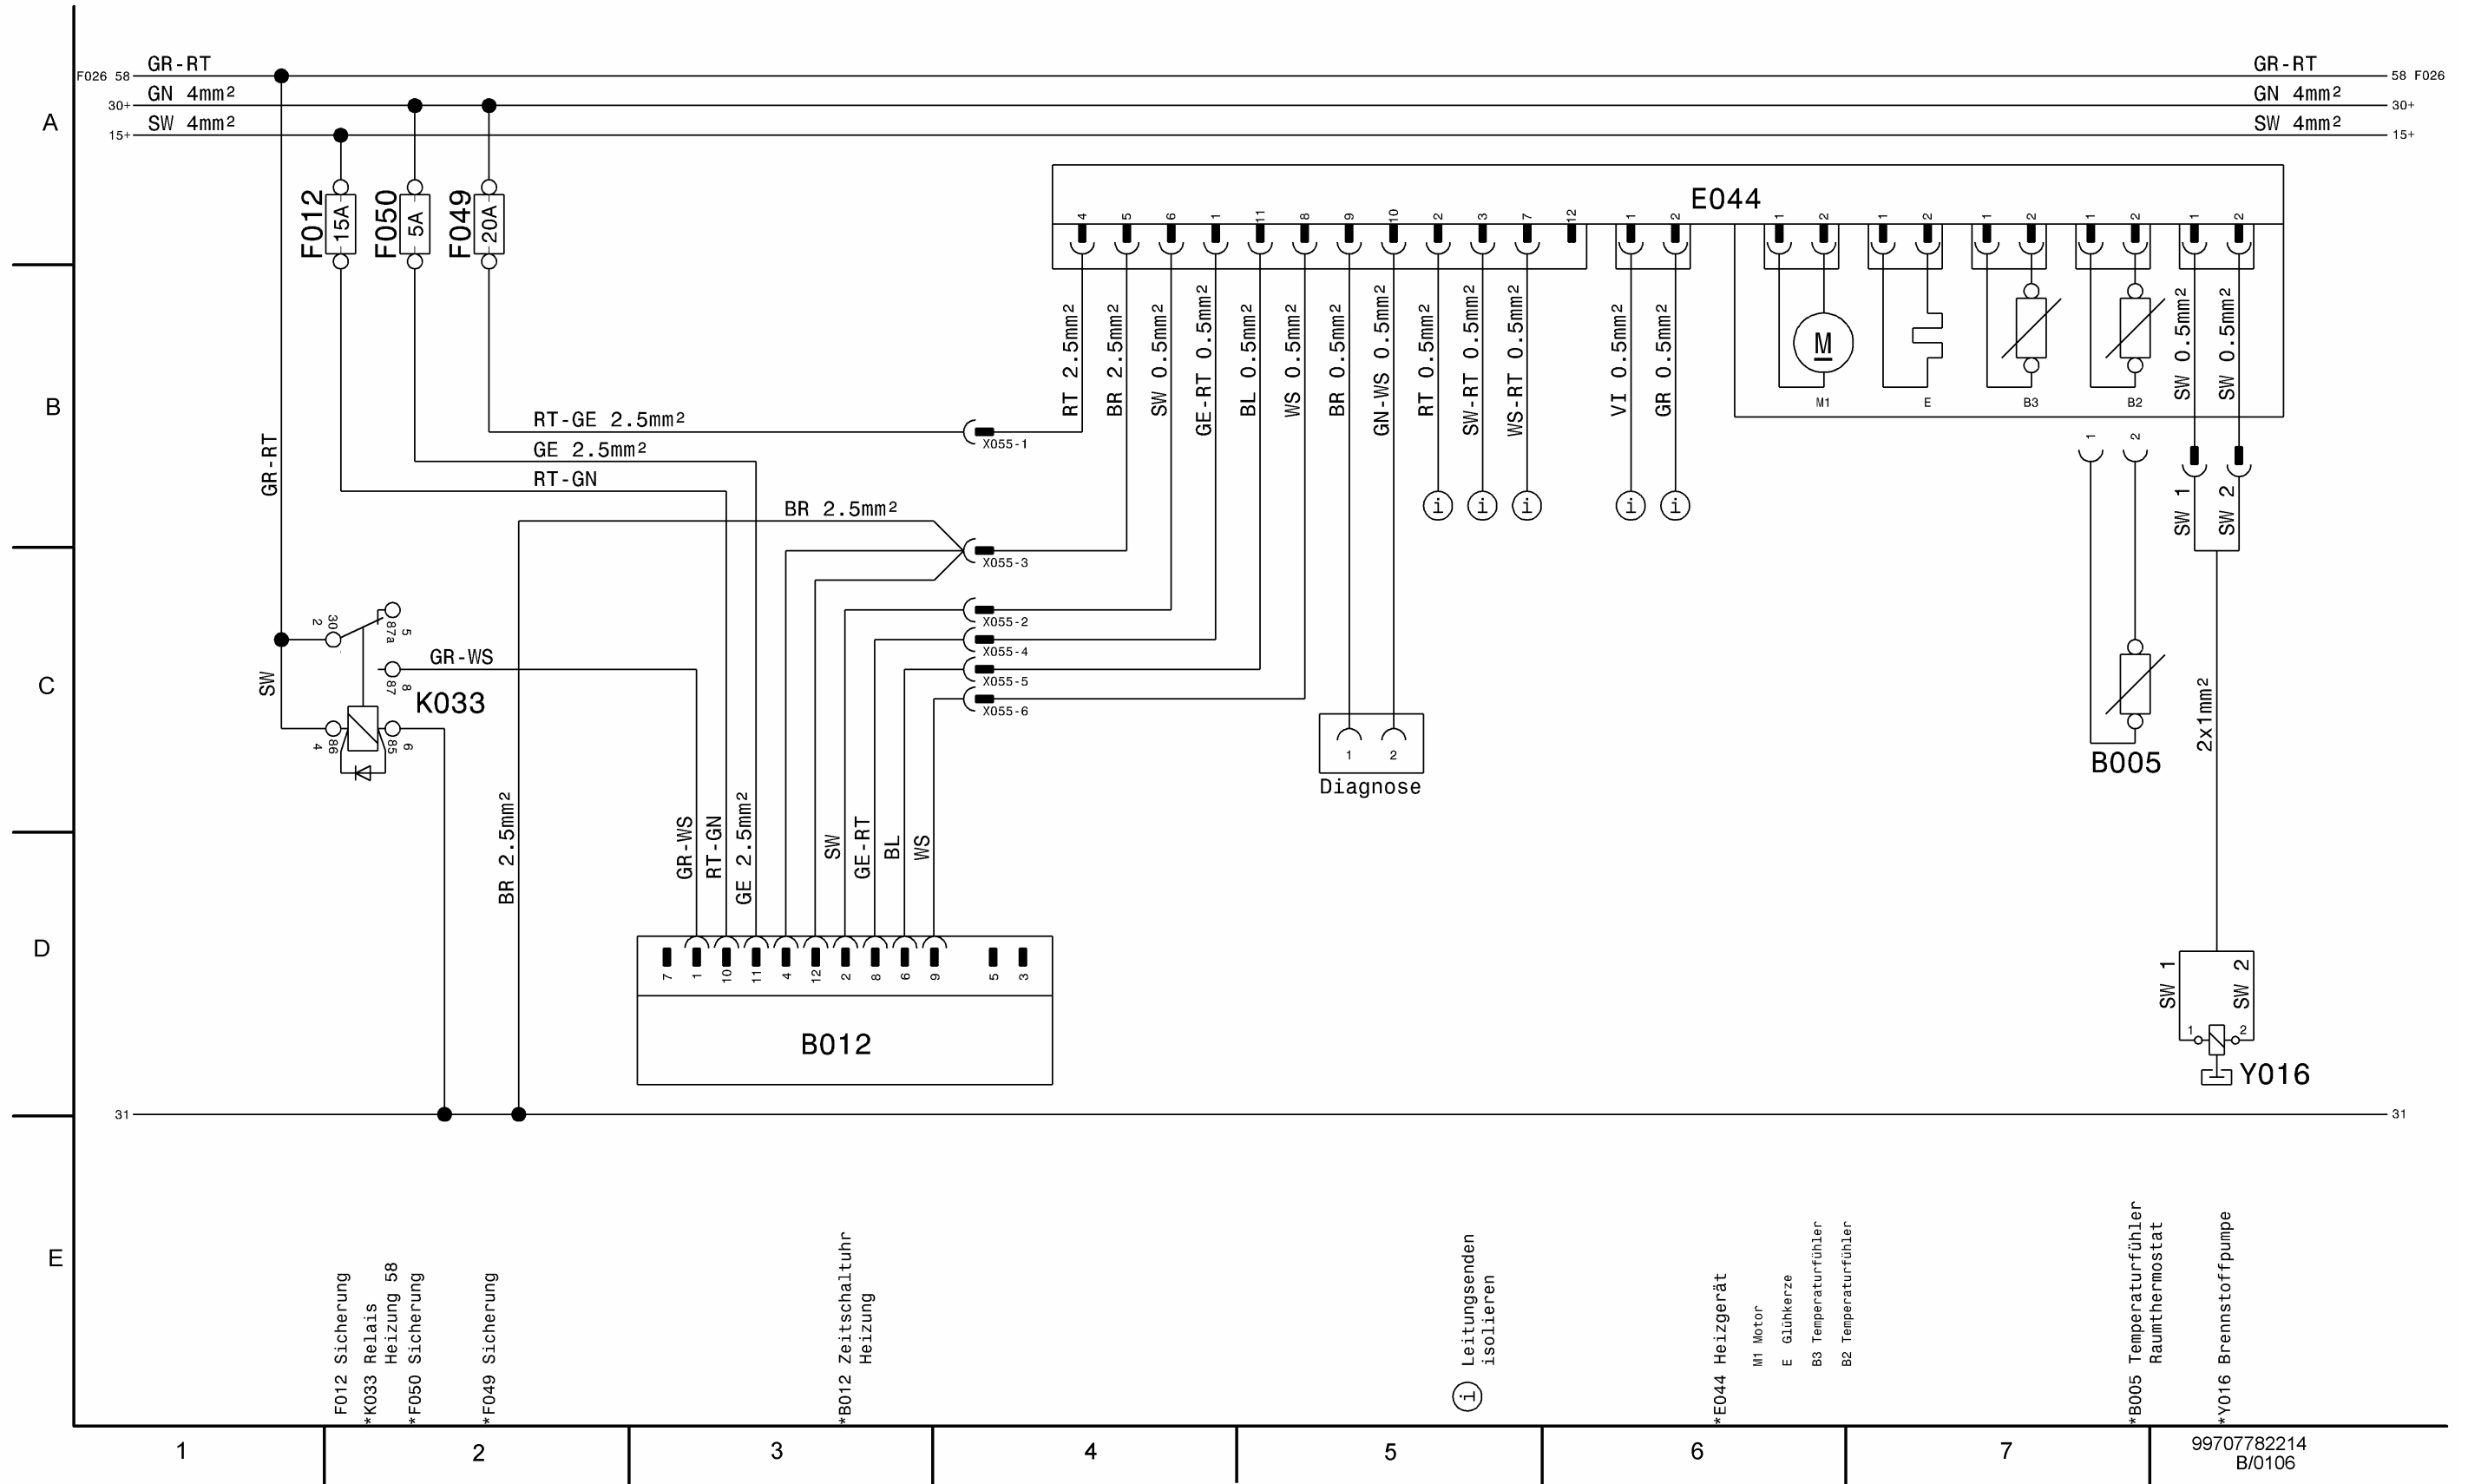 GR-RT
F026 58
GR-RT
58 F026
GN 4mm²
30+
GN 4mm²
30+
SW 4mm²
15+
SW 4mm²
15+
A
B
C
D
E
F012
15A
F050
5A
F049
20A
E044
4
5
6
1
11
8
9
10
2
3
7
12
1
2
1
2
1
2
1
2
1
2
1
2
RT 2.5mm²
BR 2.5mm²
SW 0.5mm²
GE-RT 0.5mm²
BL 0.5mm²
WS 0.5mm²
BR 0.5mm²
GN-WS 0.5mm²
RT 0.5mm²
SW-RT 0.5mm²
WS-RT 0.5mm²
VI 0.5mm²
GR 0.5mm²
M
M1
E
B3
B2
SW 0.5mm²
SW 0.5mm²
i
i
i
i
i
1
2
SW 1
SW 2
RT-GE 2.5mm²
X055-1
GE 2.5mm²
RT-GN
BR 2.5mm²
X055-3
X055-2
X055-4
X055-5
X055-6
GR-RT
SW
2
30
87a
5
87
8
GR-WS
K033
4
86
85
6
BR 2.5mm²
GR-WS
RT-GN
GE 2.5mm²
SW
GE-RT
BL
WS
1
2
Diagnose
B005
2x1mm²
7
1
10
11
4
12
2
8
6
9
5
3
B012
SW 1
SW 2
1
2
Y016
31
31
F012 Sicherung
*K033 Relais
Heizung 58
*F050 Sicherung
*F049 Sicherung
*B012 Zeitschaltuhr
Heizung
i
Leitungsenden
isolieren
*E044 Heizgerät
M1 Motor
E Glühkerze
B3 Temperaturfühler
B2 Temperaturfühler
*B005 Temperaturfühler
Raumthermostat
*Y016 Brennstoffpumpe
1
2
3
4
5
6
7
99707782214
B/0106